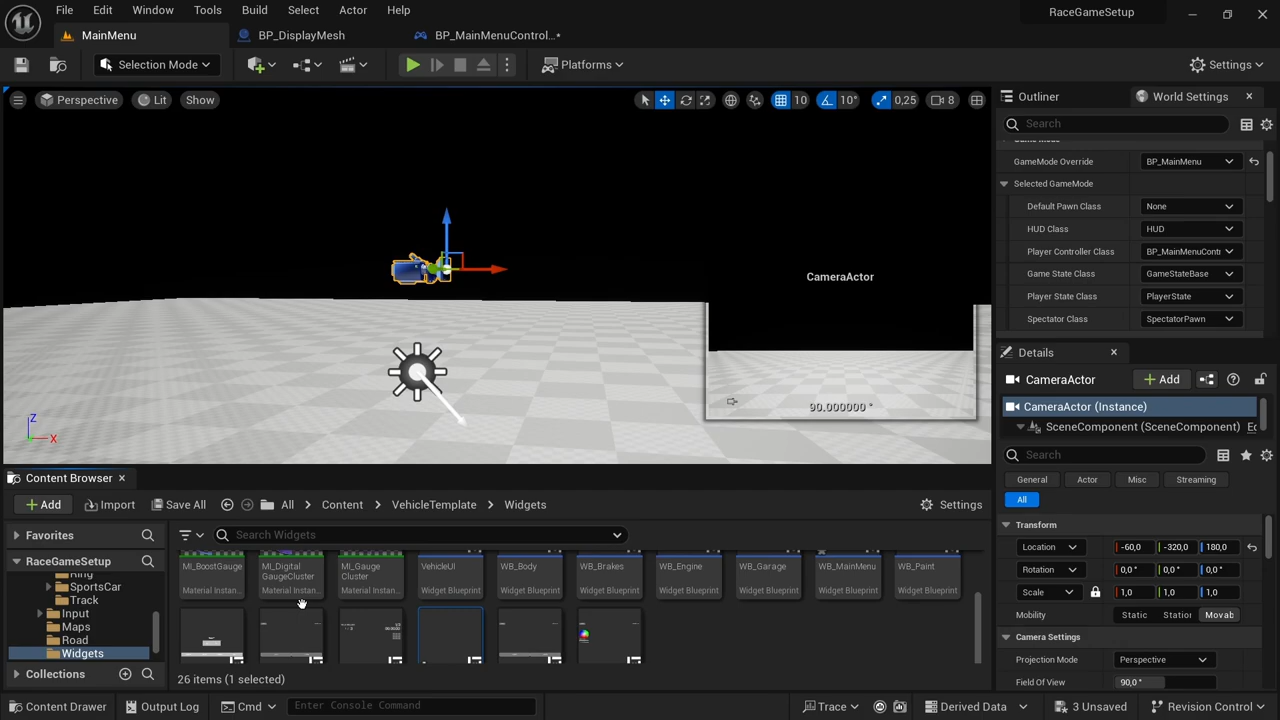 File Edit Window Tools Build Select Actor Help
RaceGameSetup
MainMenu
BP_DisplayMesh
BP_MainMenuControl...*
Selection Mode
Platforms
Settings
Perspective
Lit
Show
10
10°
0,25
8
CameraActor
90.000000 °
Outliner
World Settings
Search
GameMode Override BP_MainMenu
Selected GameMode
Default Pawn Class None
HUD Class HUD
Player Controller Class BP_MainMenuContr
Game State Class GameStateBase
Player State Class PlayerState
Spectator Class SpectatorPawn
Details
CameraActor
Add
CameraActor (Instance)
SceneComponent (SceneComponent)
Search
General Actor Misc Streaming
All
Transform
Location -60,0 -320,0 180,0
Rotation 0,0° 0,0° 0,0°
Scale 1,0 1,0 1,0
Mobility Static Station Movab
Camera Settings
Projection Mode Perspective
Field Of View 90,0°
Content Browser
Add
Import
Save All
All > Content > VehicleTemplate > Widgets
Settings
Favorites
Search Widgets
RaceGameSetup
Ring
SportsCar
Track
Input
Maps
Road
Widgets
Collections
MI_BoostGauge
Material Instan...
MI_Digital
GaugeCluster
Material Instan...
MI_Gauge
Cluster
Material Instan...
VehicleUI
Widget Blueprint
WB_Body
Widget Blueprint
WB_Brakes
Widget Blueprint
WB_Engine
Widget Blueprint
WB_Garage
Widget Blueprint
WB_MainMenu
Widget Blueprint
WB_Paint
Widget Blueprint
26 items (1 selected)
Content Drawer
Output Log
Cmd
Enter Console Command
Trace
Derived Data
3 Unsaved
Revision Control
Z
X